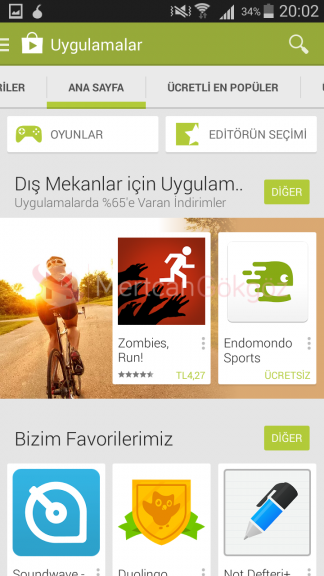 34% 20:02
Uygulamalar
RİLER ANA SAYFA ÜCRETLİ EN POPÜLER
OYUNLAR EDİTÖRÜN SEÇİMİ
Dış Mekanlar için Uygulam.. DİĞER
Uygulamalarda %65'e Varan İndirimler
MertcanGökgöz
Zombies,
Run!
TL4,27
Endomondo
Sports
ÜCRETSİZ
Bizim Favorilerimiz DİĞER
Soundwave - Duolingo Not Defteri+